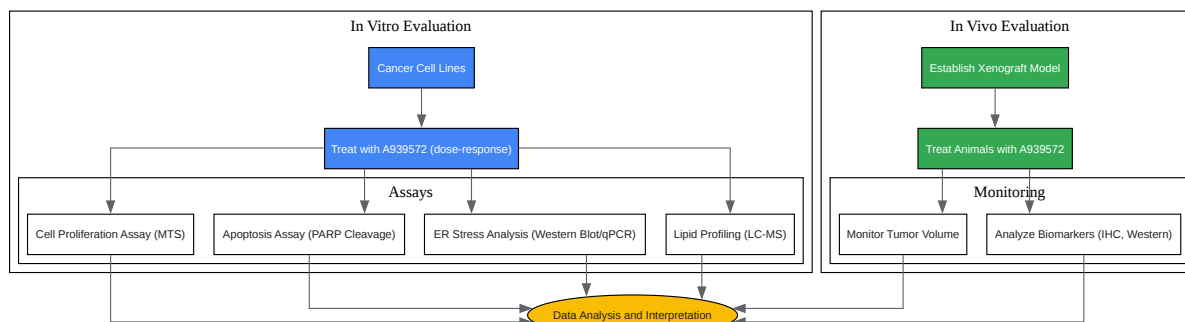 In Vitro Evaluation
Cancer Cell Lines
Treat with A939572 (dose-response)
Assays
Cell Proliferation Assay (MTS)
Apoptosis Assay (PARP Cleavage)
ER Stress Analysis (Western Blot/qPCR)
Lipid Profiling (LC-MS)
In Vivo Evaluation
Establish Xenograft Model
Treat Animals with A939572
Monitoring
Monitor Tumor Volume
Analyze Biomarkers (IHC, Western)
Data Analysis and Interpretation